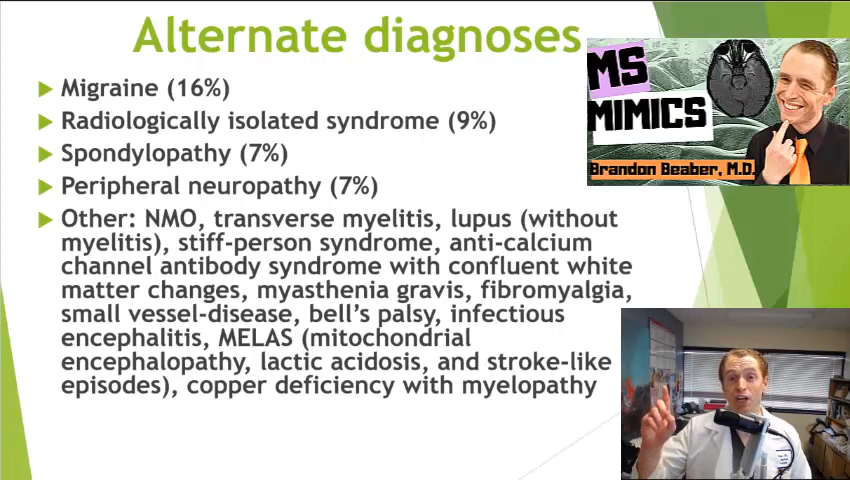 Alternate diagnoses
Migraine (16%)
Radiologically isolated syndrome (9%)
Spondylopathy (7%)
Peripheral neuropathy (7%)
Other: NMO, transverse myelitis, lupus (without
myelitis), stiff-person syndrome, anti-calcium
channel antibody syndrome with confluent white
matter changes, myasthenia gravis, fibromyalgia,
small vessel-disease, bell's palsy, infectious
encephalitis, MELAS (mitochondrial
encephalopathy, lactic acidosis, and stroke-like
episodes), copper deficiency with myelopathy
MS
MIMICS
Brandon Beaber, M.D.